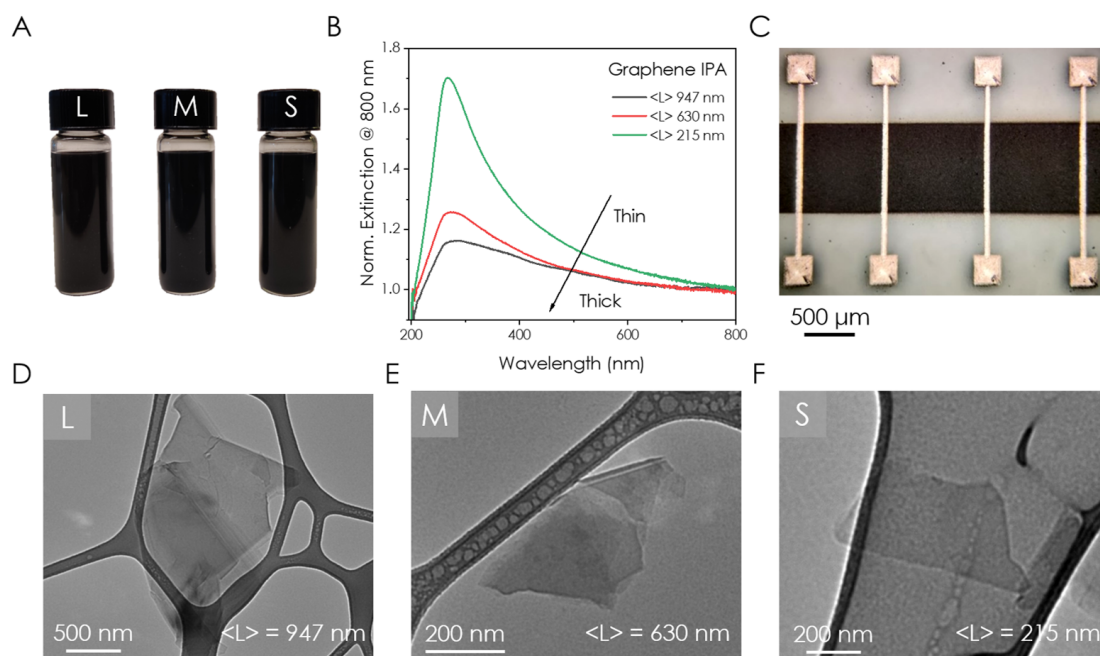 A
L
M
S
B
1.8
1.6
1.4
1.2
1.0
Norm. Extinction @ 800 nm
Graphene IPA
<L> 947 nm
<L> 630 nm
<L> 215 nm
Thin
Thick
200
400
600
800
Wavelength (nm)
C
500 µm
D
L
500 nm
<L> = 947 nm
E
M
200 nm
<L> = 630 nm
F
S
200 nm
<L> = 215 nm